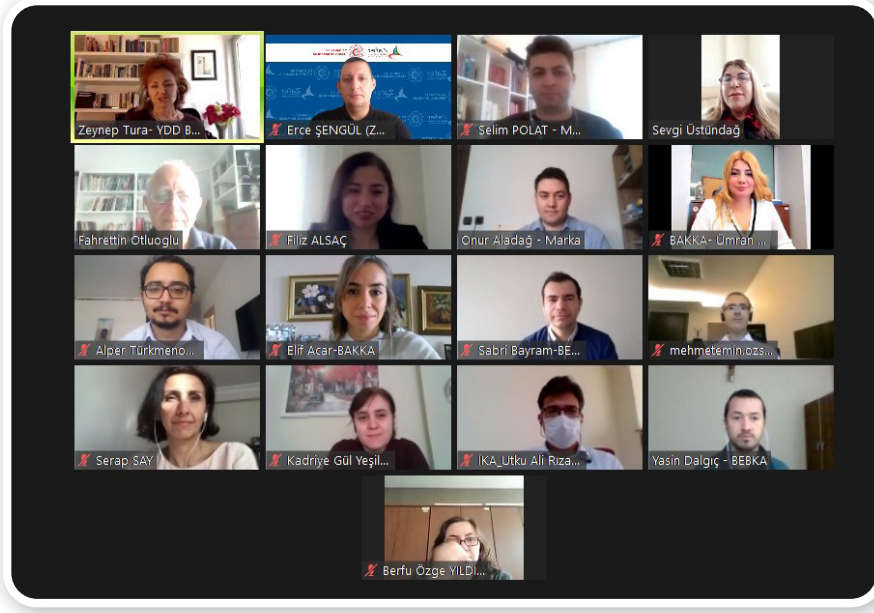 Zeynep Tura- YDD B...
Erce ŞENGÜL (Z...
Selim POLAT - M...
Sevgi Üstündağ
Fahrettin Otluoglu
Filiz ALSAÇ
Onur Aladağ - Marka
BAKKA- Ümran ...
Alper Türkmeno...
Elif Acar-BAKKA
Sabri Bayram-BE...
mehmetemin.ozs...
Serap SAY
Kadriye Gül Yeşil...
İKA_Utku Ali Rıza...
Yasin Dalgıç - BEBKA
Berfu Özge YILDI...